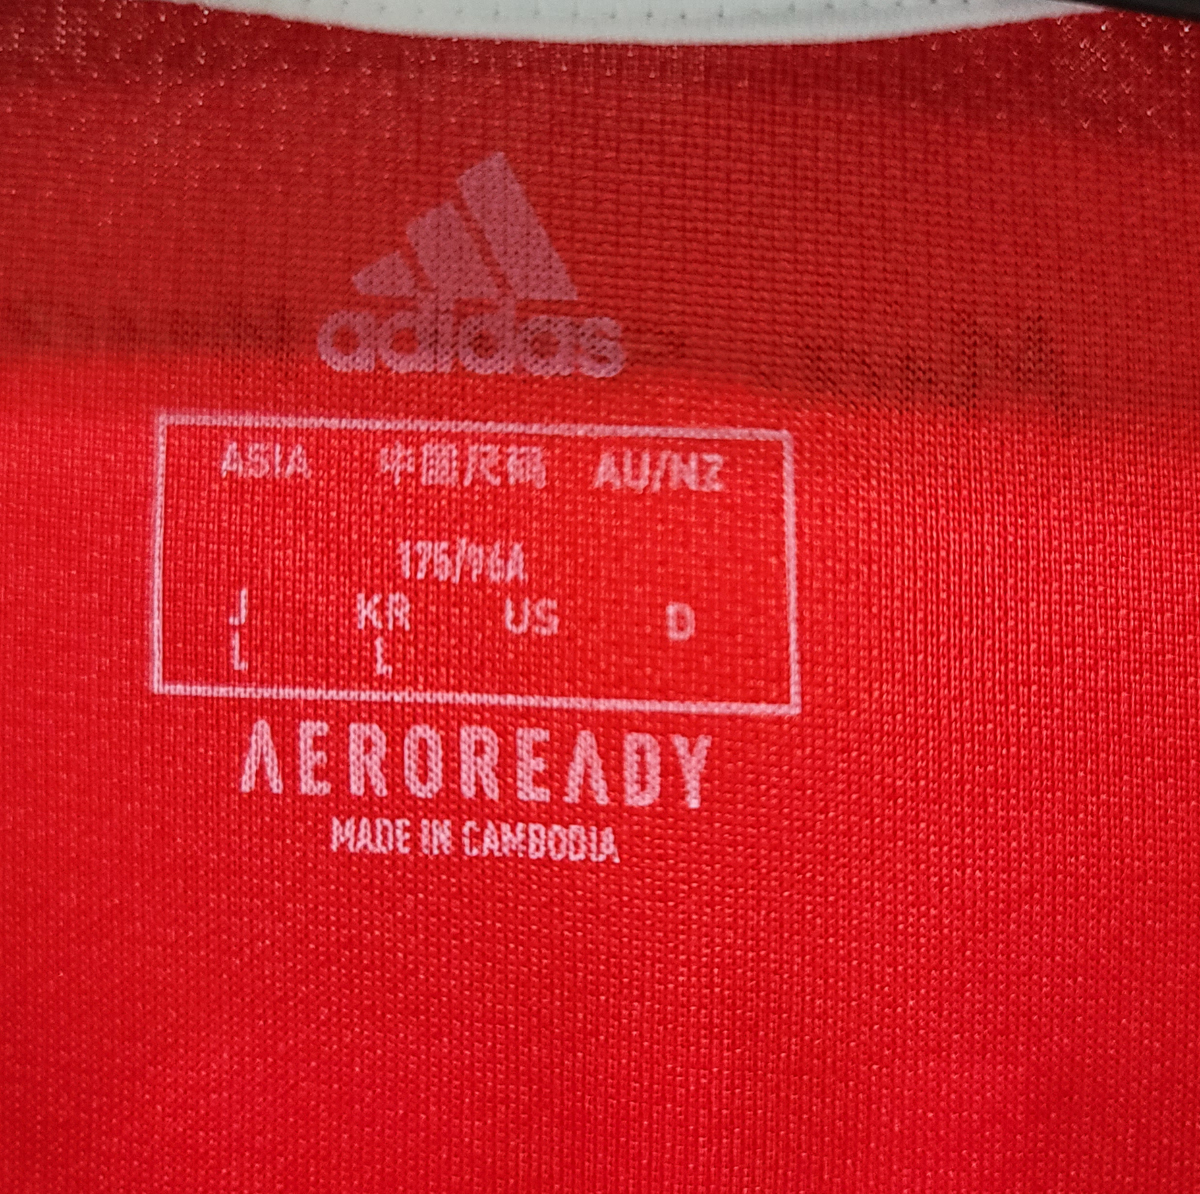 adidas
ASIA 中国尺码 AU/NZ
175/96A
J KR US D
L L
AEROREADY
MADE IN CAMBODIA